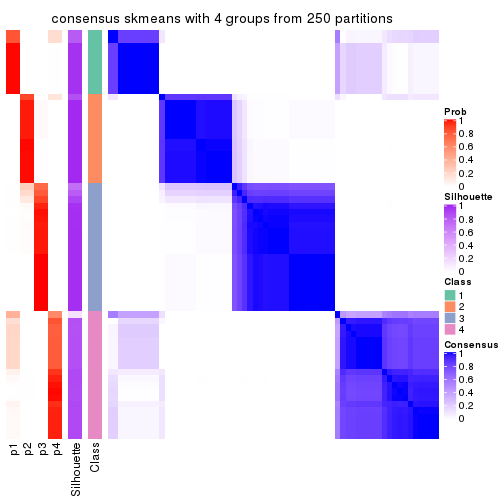 consensus skmeans with 4 groups from 250 partitions
Prob
1
0.8
0.6
0.4
0.2
0
Silhouette
1
0.8
0.6
0.4
0.2
0
Class
1
2
3
4
Consensus
1
0.8
0.6
0.4
0.2
0
p1
p2
p3
p4
Silhouette
Class